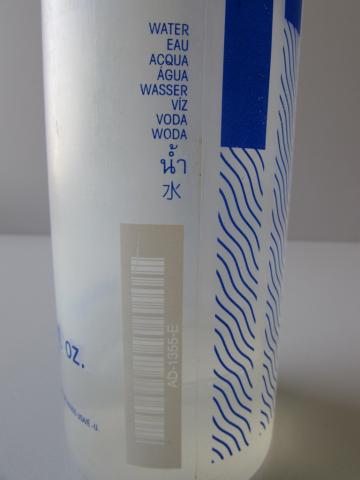 WATER
EAU
ACQUA
ÁGUA
WASSER
VÍZ
VODA
WODA
น้ำ
水
AD-1355-E
OZ.